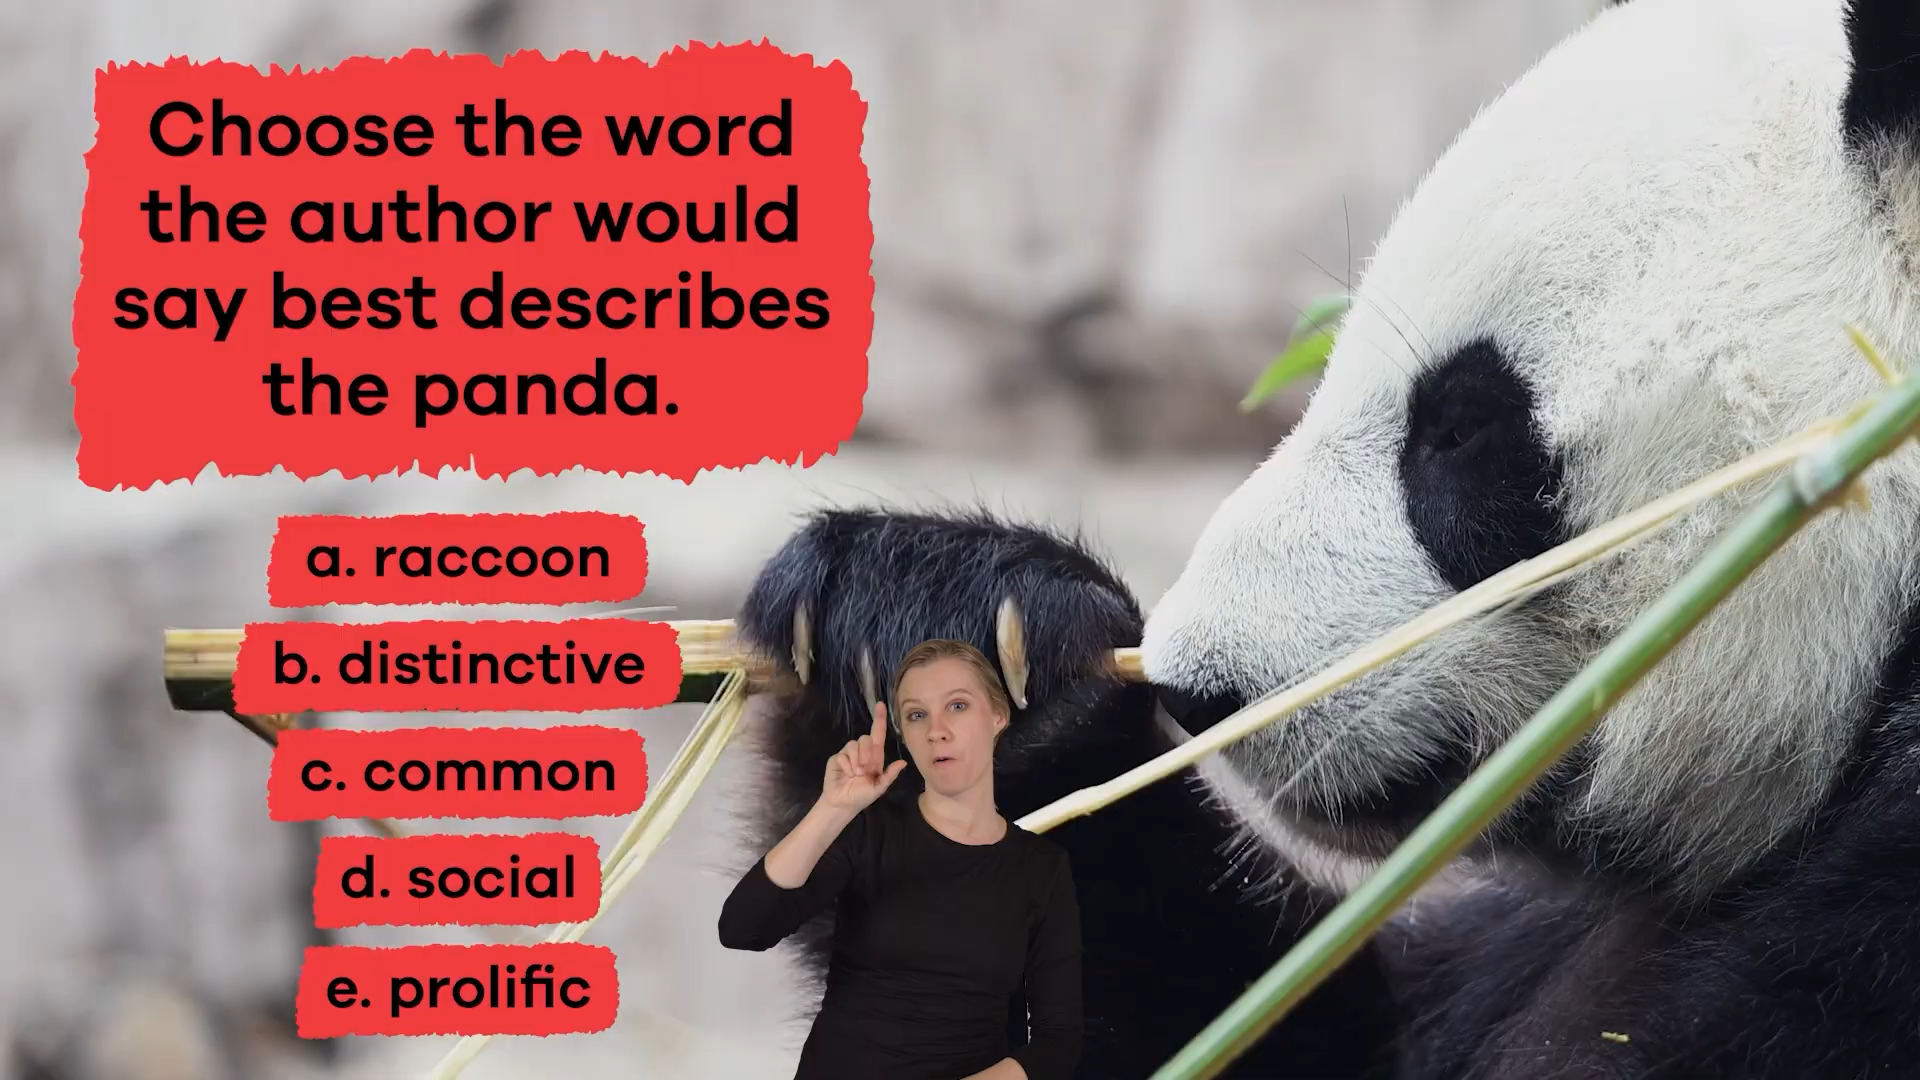 Choose the word
the author would
say best describes
the panda.
a. raccoon
b. distinctive
c. common
d. social
e. prolific